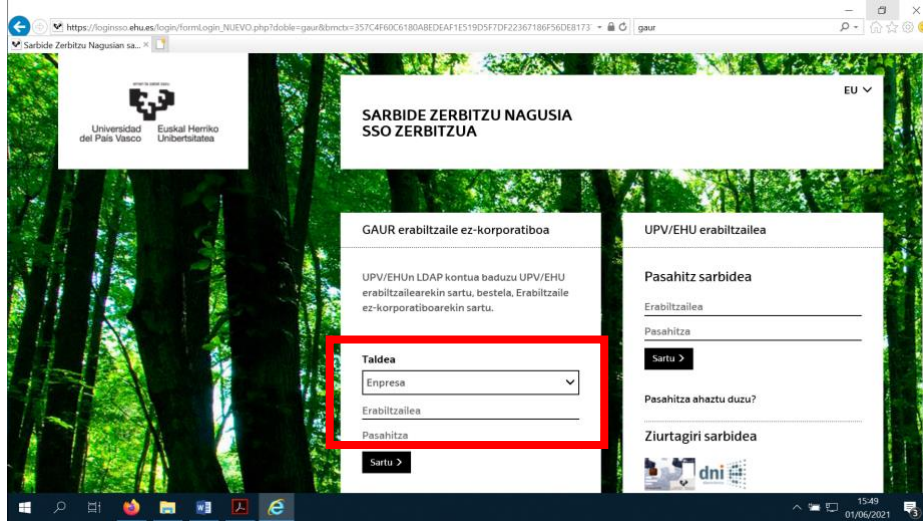 https://loginsso.ehu.es/login/formLogin_NUEVO.php?doble=gaur&bmctx=357C4F60C6180ABEDEAF1E519D5F7DF22367186F56DE8173
gaur
Sarbide Zerbitzu Nagusian sa...
Universidad del País Vasco
Euskal Herriko Unibertsitatea
SARBIDE ZERBITZU NAGUSIA
SSO ZERBITZUA
EU
GAUR erabiltzaile ez-korporatiboa
UPV/EHUn LDAP kontua baduzu UPV/EHU
erabiltzailearekin sartu, bestela, Erabiltzaile
ez-korporatiboarekin sartu.
Taldea
Enpresa
Erabiltzailea
Pasahitza
Sartu >
UPV/EHU erabiltzailea
Pasahitz sarbidea
Erabiltzailea
Pasahitza
Sartu >
Pasahitza ahaztu duzu?
Ziurtagiri sarbidea
dni
15:49
01/06/2021